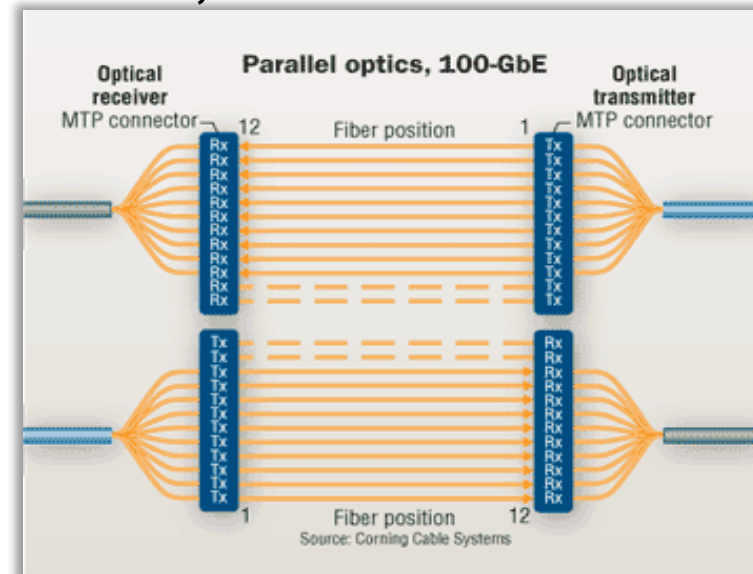 Parallel optics, 100-GbE
Optical
receiver
MTP connector
Optical
transmitter
MTP connector
12 Fiber position 1
Rx Tx
Rx Tx
Rx Tx
Rx Tx
Rx Tx
Rx Tx
Rx Tx
Rx Tx
Rx Tx
Rx Tx
Rx Tx
Rx Tx
Tx Rx
Tx Rx
Tx Rx
Tx Rx
Tx Rx
Tx Rx
Tx Rx
Tx Rx
Tx Rx
Tx Rx
Tx Rx
Tx Rx
1 Fiber position 12
Source: Corning Cable Systems